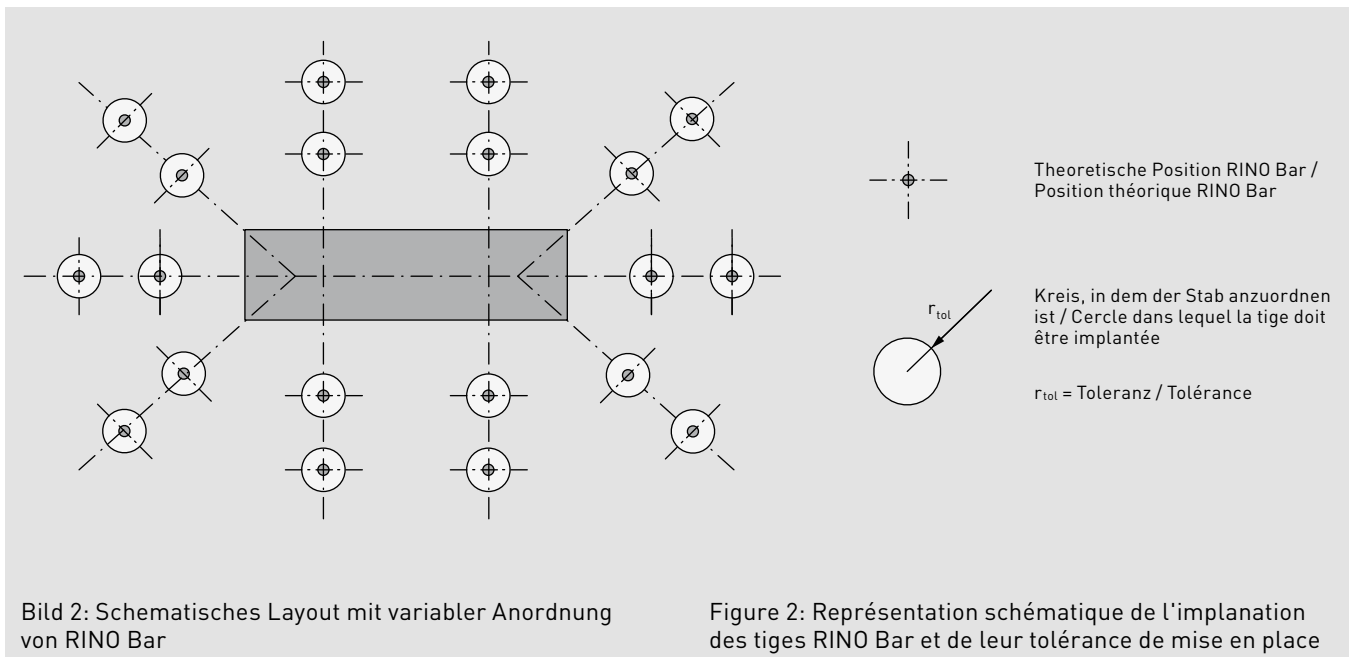 Theoretische Position RINO Bar /
Position théorique RINO Bar
r_tol
Kreis, in dem der Stab anzuordnen
ist / Cercle dans lequel la tige doit
être implantée
r_tol = Toleranz / Tolérance
Bild 2: Schematisches Layout mit variabler Anordnung
von RINO Bar
Figure 2: Représentation schématique de l'implanation
des tiges RINO Bar et de leur tolérance de mise en place